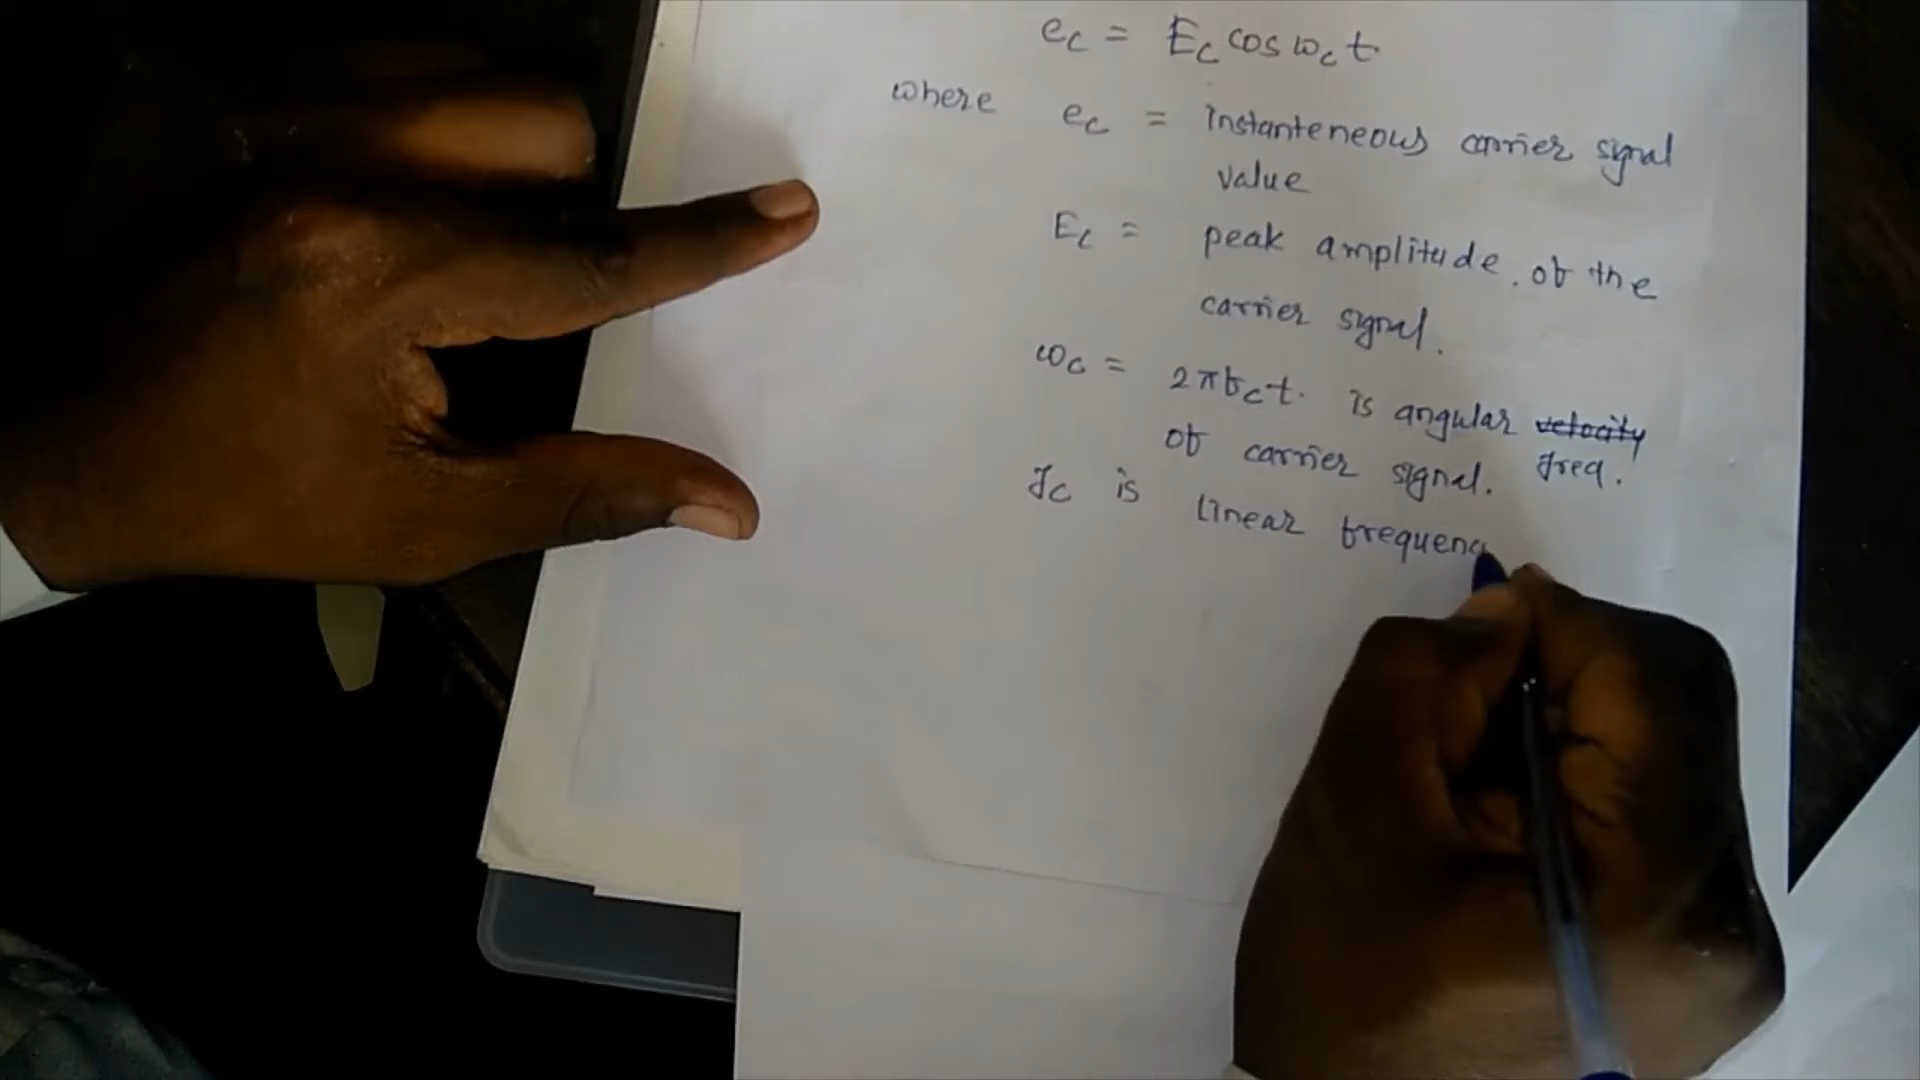 ec = Ec cos ωc t
where ec = instanteneous carrier signal
value
Ec = peak amplitude. of the
carrier signal.
ωc = 2πfct. is angular velocity
of carrier signal. freq.
fc is linear frequenc